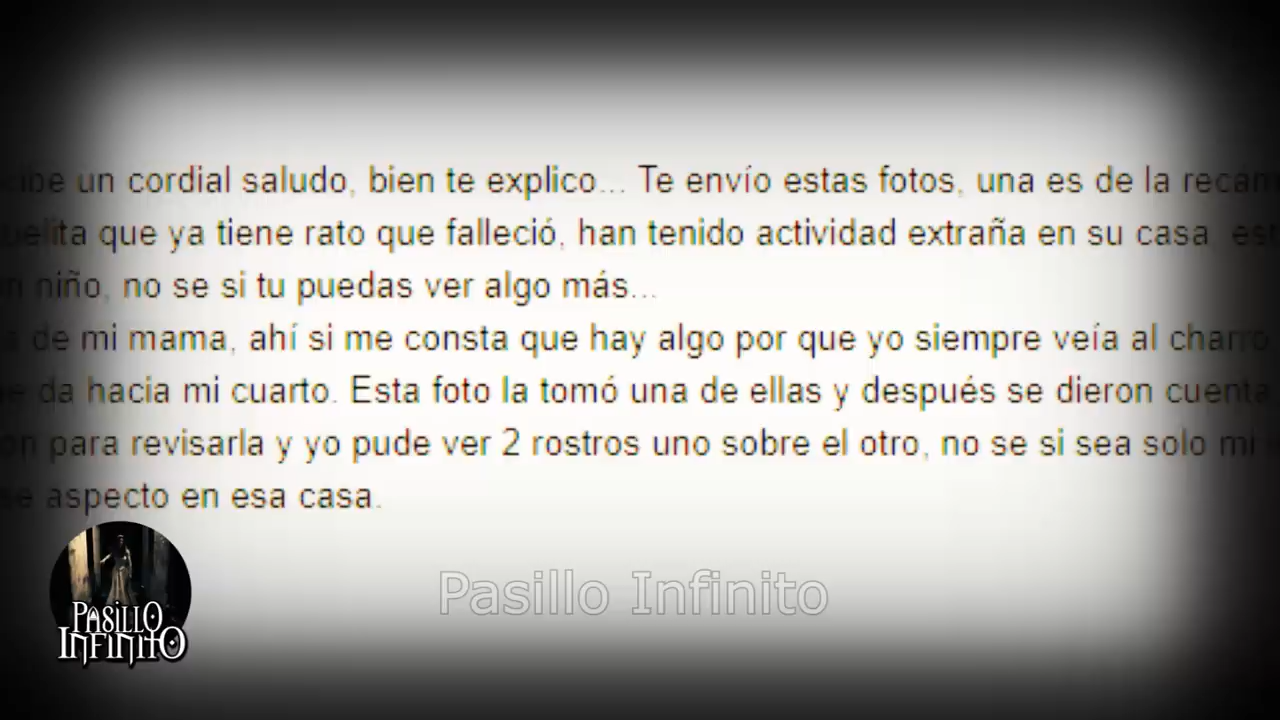 un cordial saludo, bien te explico... Te envío estas fotos, una es de la
que ya tiene rato que falleció, han tenido actividad extraña en su casa,
niño, no se si tu puedas ver algo más...
de mi mama, ahí si me consta que hay algo por que yo siempre veía al charro
da hacia mi cuarto. Esta foto la tomó una de ellas y después se dieron cuenta
para revisarla y yo pude ver 2 rostros uno sobre el otro, no se si sea solo mi
aspecto en esa casa.
Pasillo Infinito
PASILLO
INFINITO